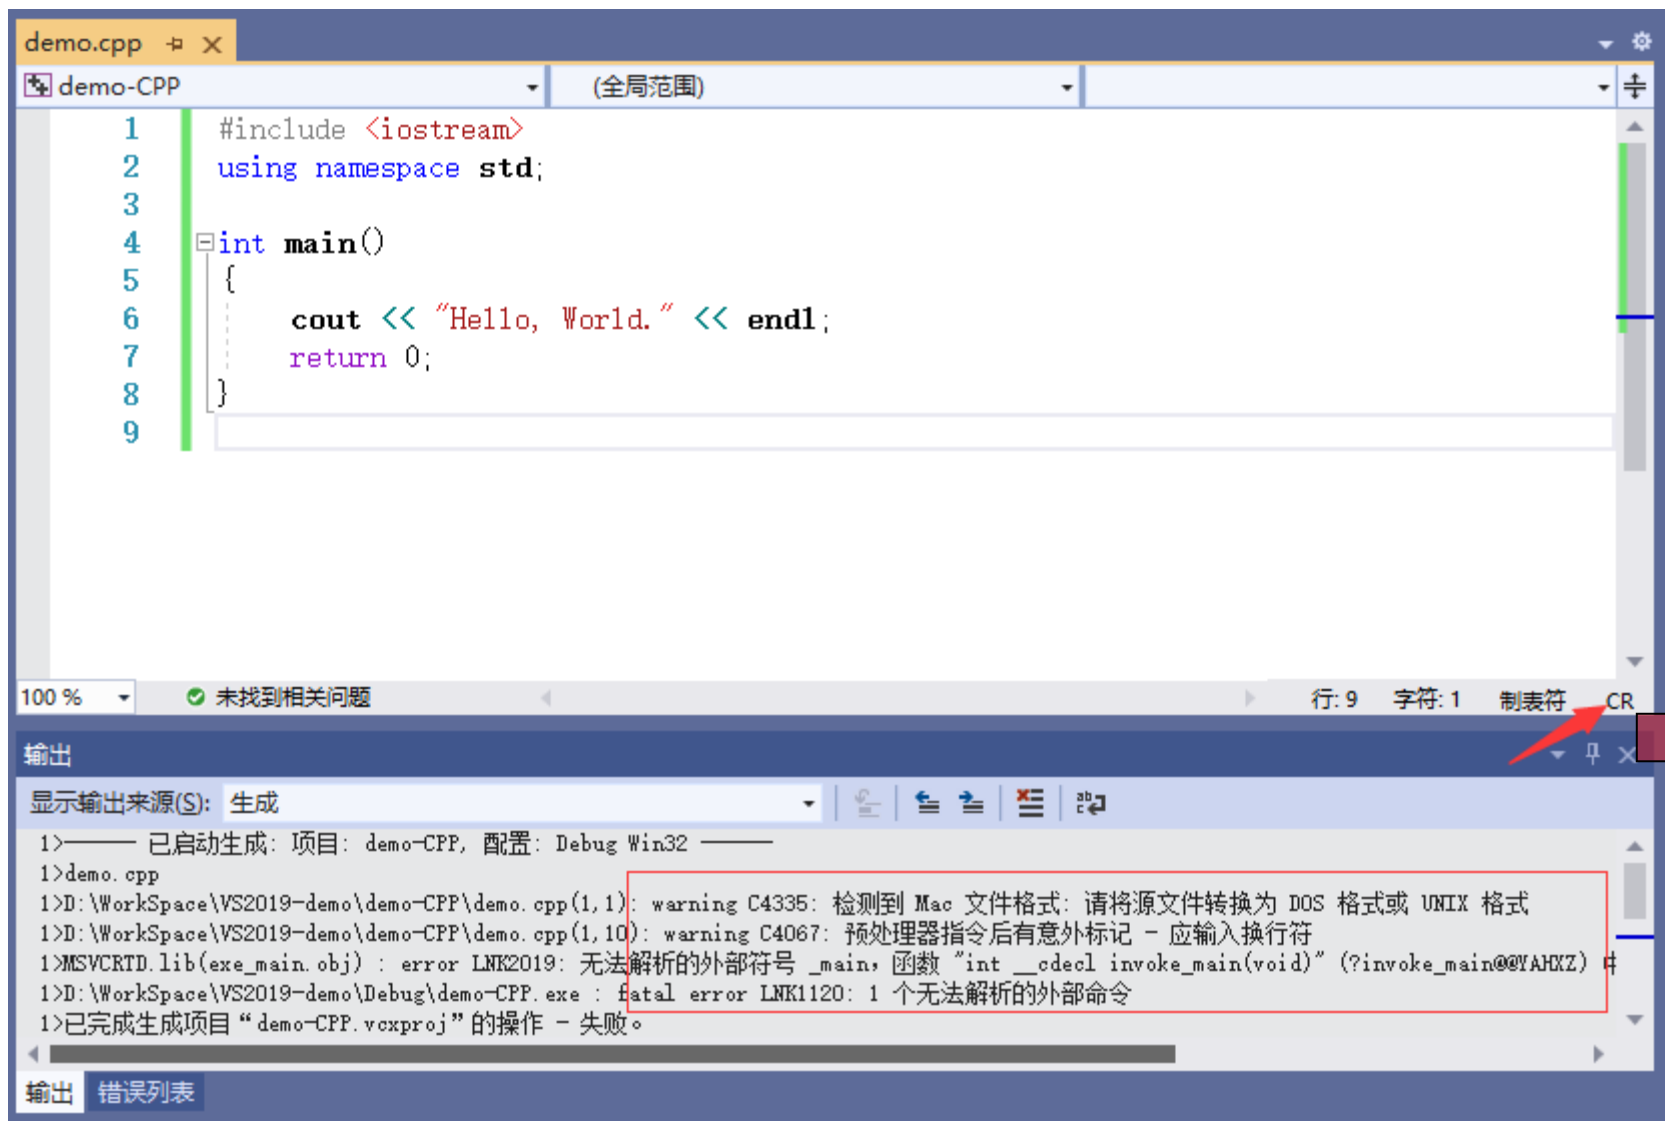 demo.cpp
demo-CPP (全局范围)
1 #include <iostream>
2 using namespace std;
3
4 int main()
5 {
6 cout << "Hello, World." << endl;
7 return 0;
8 }
9
100 % 未找到相关问题 行: 9 字符: 1 制表符 CR
输出
显示输出来源(S): 生成
1>—— 已启动生成: 项目: demo-CPP, 配置: Debug Win32 ——
1>demo.cpp
1>D:\WorkSpace\VS2019-demo\demo-CPP\demo.cpp(1,1): warning C4335: 检测到 Mac 文件格式: 请将源文件转换为 DOS 格式或 UNIX 格式
1>D:\WorkSpace\VS2019-demo\demo-CPP\demo.cpp(1,10): warning C4067: 预处理器指令后有意外标记 - 应输入换行符
1>MSVCRTD.lib(exe_main.obj) : error LNK2019: 无法解析的外部符号 _main，函数 "int __cdecl invoke_main(void)" (?invoke_main@@YAHXZ)
1>D:\WorkSpace\VS2019-demo\Debug\demo-CPP.exe : fatal error LNK1120: 1 个无法解析的外部命令
1>已完成生成项目“demo-CPP.vcxproj”的操作 - 失败。
输出 错误列表